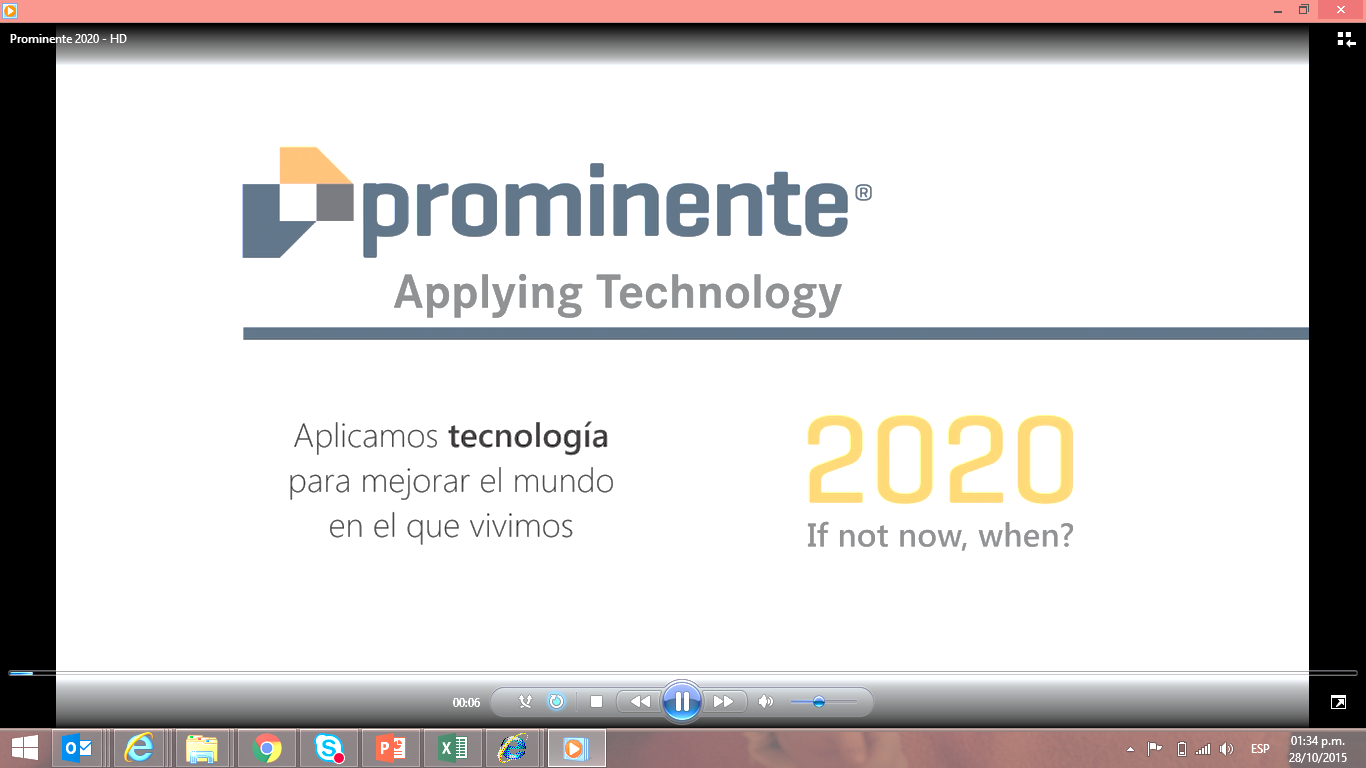 Prominente 2020 - HD
prominente®
Applying Technology
Aplicamos tecnología
para mejorar el mundo
en el que vivimos
2020
If not now, when?
00:06
ESP
01:34 p.m.
28/10/2015